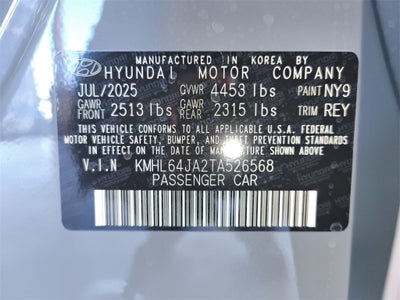 MANUFACTURED IN KOREA BY
HYUNDAI MOTOR COMPANY
JUL/2025 GVWR 4453 lbs PAINT NY9
GAWR FRONT 2513 lbs GAWR REAR 2315 lbs TRIM REY
THIS CONFORMS TO ALL APPLICABLE U.S.A. FEDERAL
MOTOR VEHICLE SAFETY, BUMPER, AND THEFT PREVENTION STANDARDS
IN EFFECT ON THE DATE OF MANUFACTURE SHOWN ABOVE.
V.I.N KMHL64JA2TA526568
PASSENGER CAR